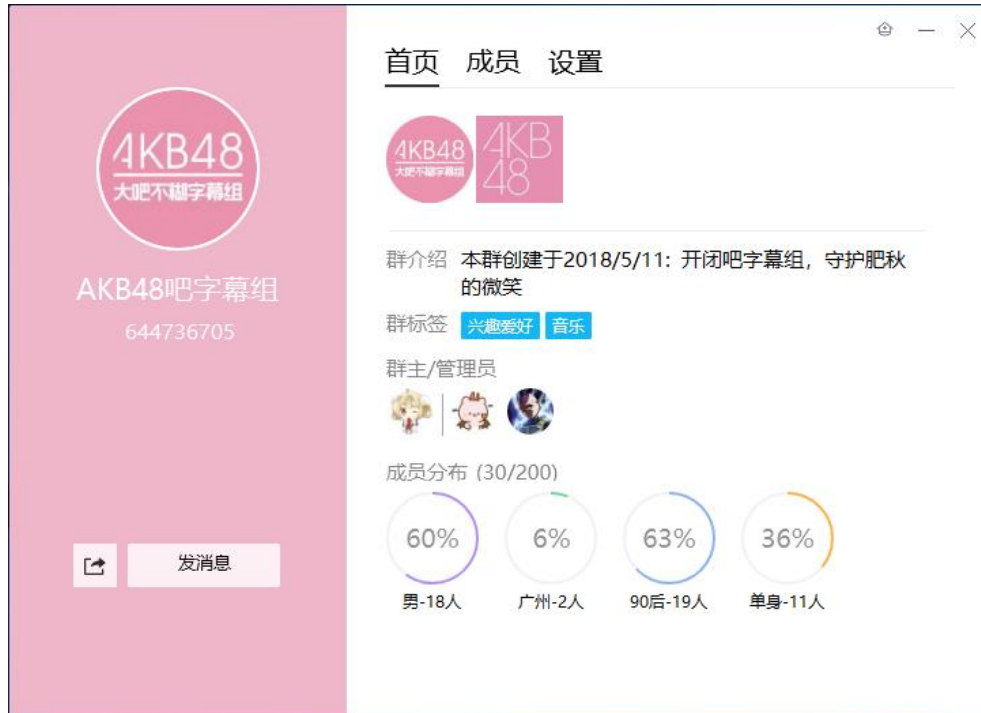 首页 成员 设置
4KB48
大吧不糊字幕组
AKB48吧字幕组
644736705
发消息
4KB48
大吧不糊字幕组
4KB
48
群介绍 本群创建于2018/5/11: 开闭吧字幕组，守护肥秋
的微笑
群标签 兴趣爱好 音乐
群主/管理员
成员分布 (30/200)
60% 6% 63% 36%
男-18人 广州-2人 90后-19人 单身-11人